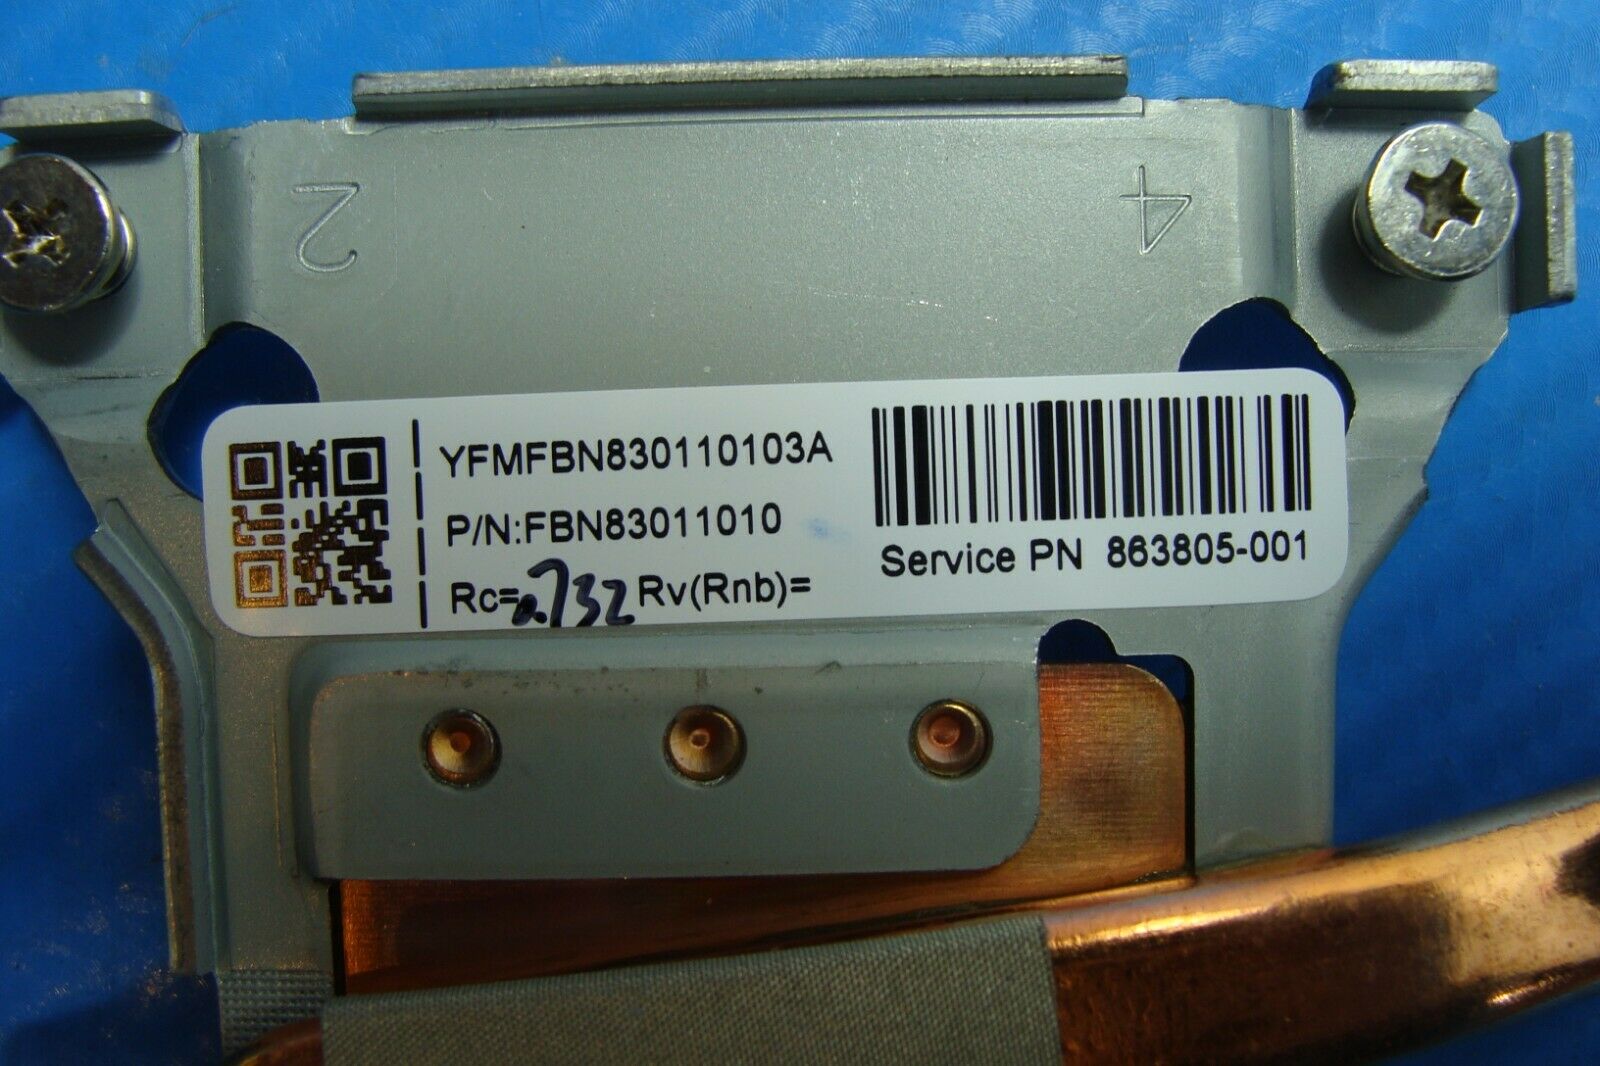 2
4
YFMFBN830110103A
P/N:FBN83011010
Rc=0.732 Rv(Rnb)=
Service PN 863805-001